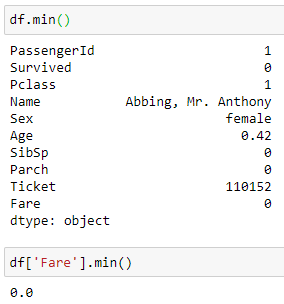 df.min()
PassengerId 1
Survived 0
Pclass 1
Name Abbing, Mr. Anthony
Sex female
Age 0.42
SibSp 0
Parch 0
Ticket 110152
Fare 0
dtype: object
df['Fare'].min()
0.0